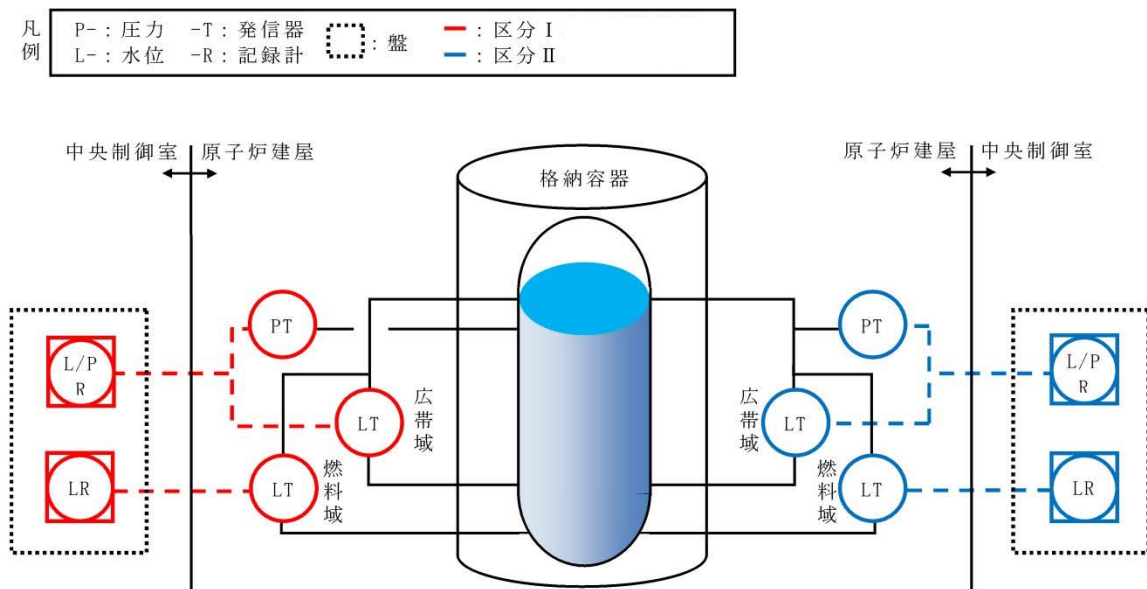 凡例
P-：圧力 -T：発信器 ：盤 ：区分Ⅰ
L-：水位 -R：記録計 ：区分Ⅱ
中央制御室 原子炉建屋
格納容器
原子炉建屋 中央制御室
PT
L/P
R
LT
広帯域
LR
LT
燃料域
PT
L/P
R
LT
広帯域
LT
燃料域
LR